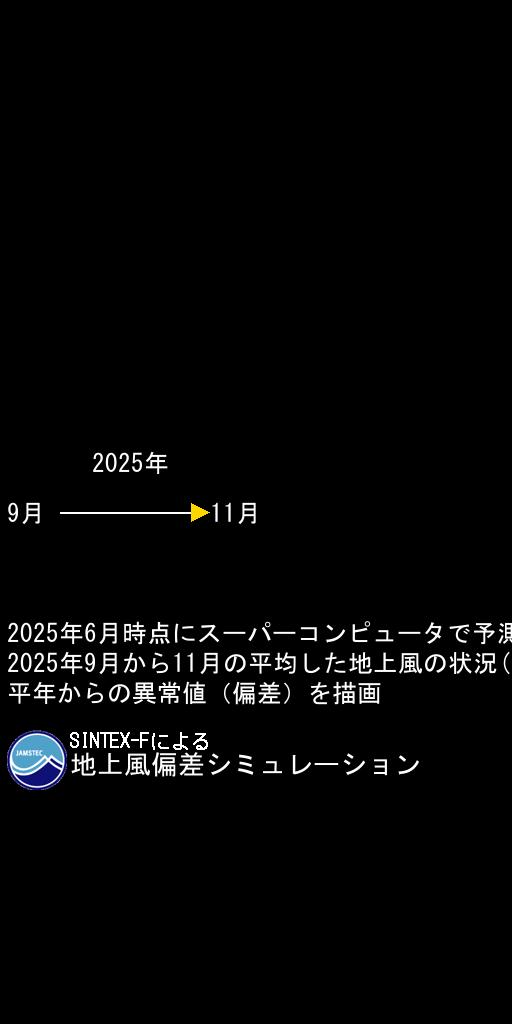 2025年
9月 11月
2025年6月時点にスーパーコンピュータで予測
2025年9月から11月の平均した地上風の状況(
平年からの異常値（偏差）を描画
JAMSTEC
SINTEX-Fによる
地上風偏差シミュレーション